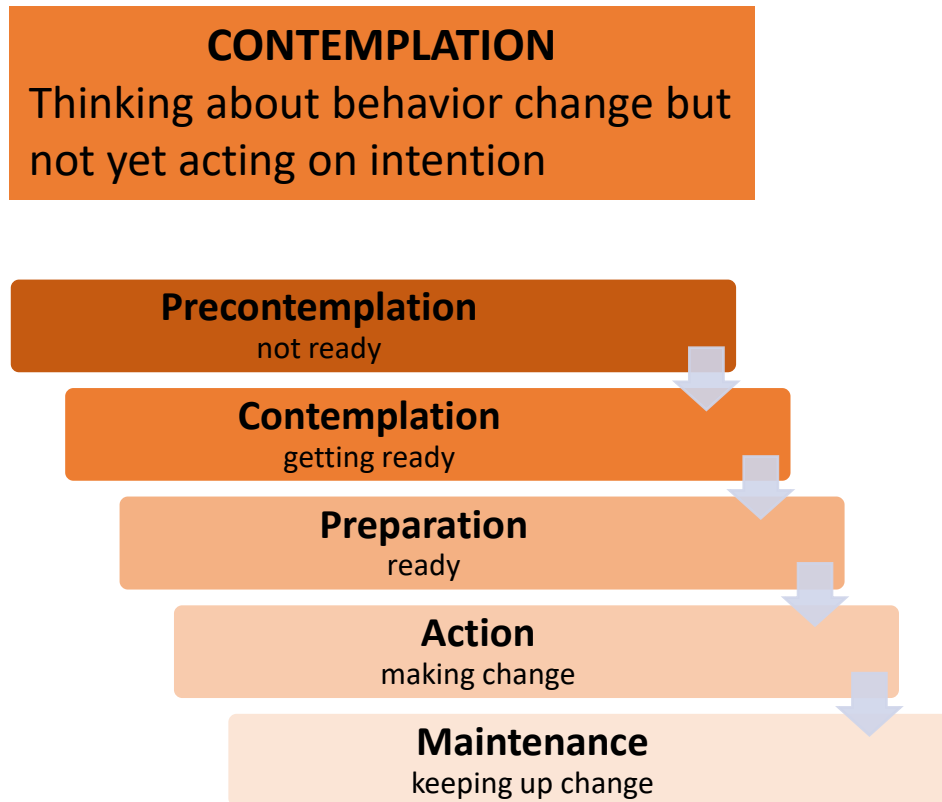 CONTEMPLATION
Thinking about behavior change but
not yet acting on intention
Precontemplation
not ready
Contemplation
getting ready
Preparation
ready
Action
making change
Maintenance
keeping up change